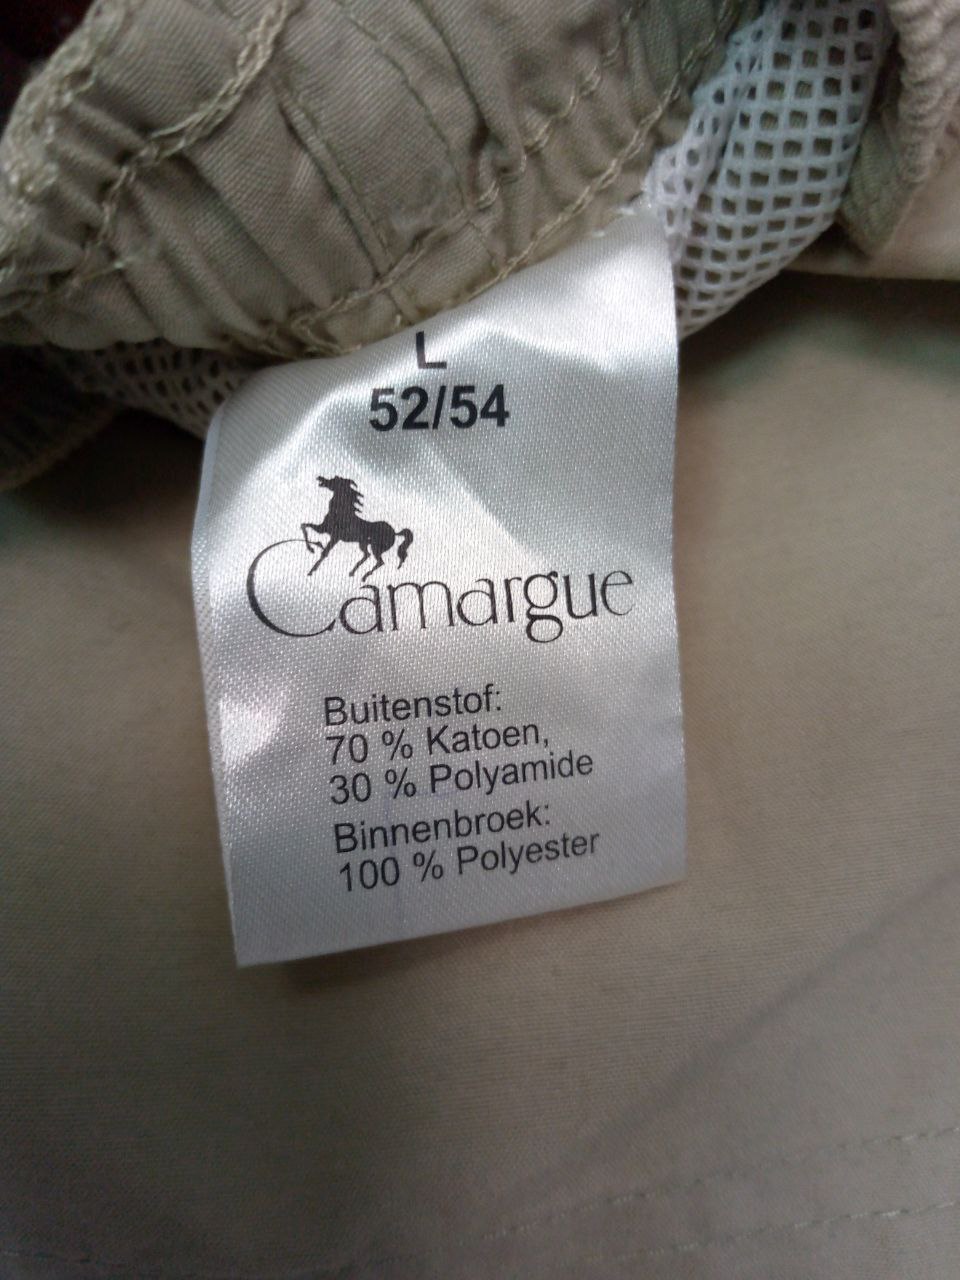 L
52/54
Camargue
Buitenstof:
70 % Katoen,
30 % Polyamide
Binnenbroek:
100 % Polyester